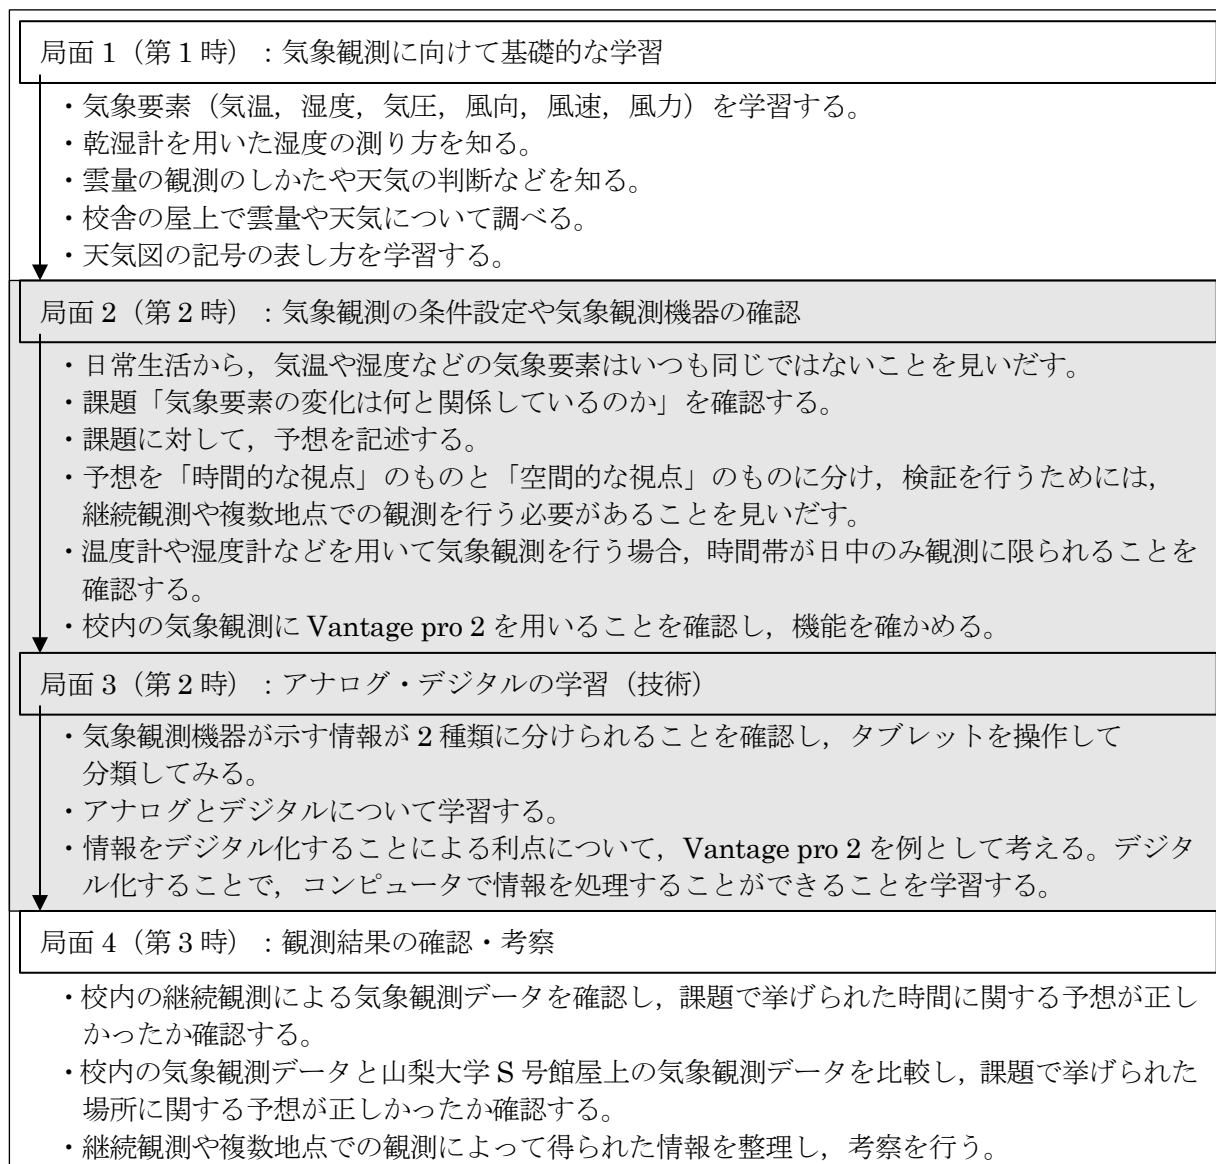 局面 1（第 1 時）：気象観測に向けて基礎的な学習
・気象要素（気温，湿度，気圧，風向，風速，風力）を学習する。
・乾湿計を用いた湿度の測り方を知る。
・雲量の観測のしかたや天気の判断などを知る。
・校舎の屋上で雲量や天気について調べる。
・天気図の記号の表し方を学習する。
局面 2（第 2 時）：気象観測の条件設定や気象観測機器の確認
・日常生活から，気温や湿度などの気象要素はいつも同じではないことを見いだす。
・課題「気象要素の変化は何と関係しているのか」を確認する。
・課題に対して，予想を記述する。
・予想を「時間的な視点」のものと「空間的な視点」のものに分け，検証を行うためには，
継続観測や複数地点での観測を行う必要があることを見いだす。
・温度計や湿度計などを用いて気象観測を行う場合，時間帯が日中のみ観測に限られることを
確認する。
・校内の気象観測に Vantage pro 2 を用いることを確認し，機能を確かめる。
局面 3（第 2 時）：アナログ・デジタルの学習（技術）
・気象観測機器が示す情報が 2 種類に分けられることを確認し，タブレットを操作して
分類してみる。
・アナログとデジタルについて学習する。
・情報をデジタル化することによる利点について，Vantage pro 2 を例として考える。デジタ
ル化することで，コンピュータで情報を処理することができることを学習する。
局面 4（第 3 時）：観測結果の確認・考察
・校内の継続観測による気象観測データを確認し，課題で挙げられた時間に関する予想が正し
かったか確認する。
・校内の気象観測データと山梨大学 S 号館屋上の気象観測データを比較し，課題で挙げられた
場所に関する予想が正しかったか確認する。
・継続観測や複数地点での観測によって得られた情報を整理し，考察を行う。